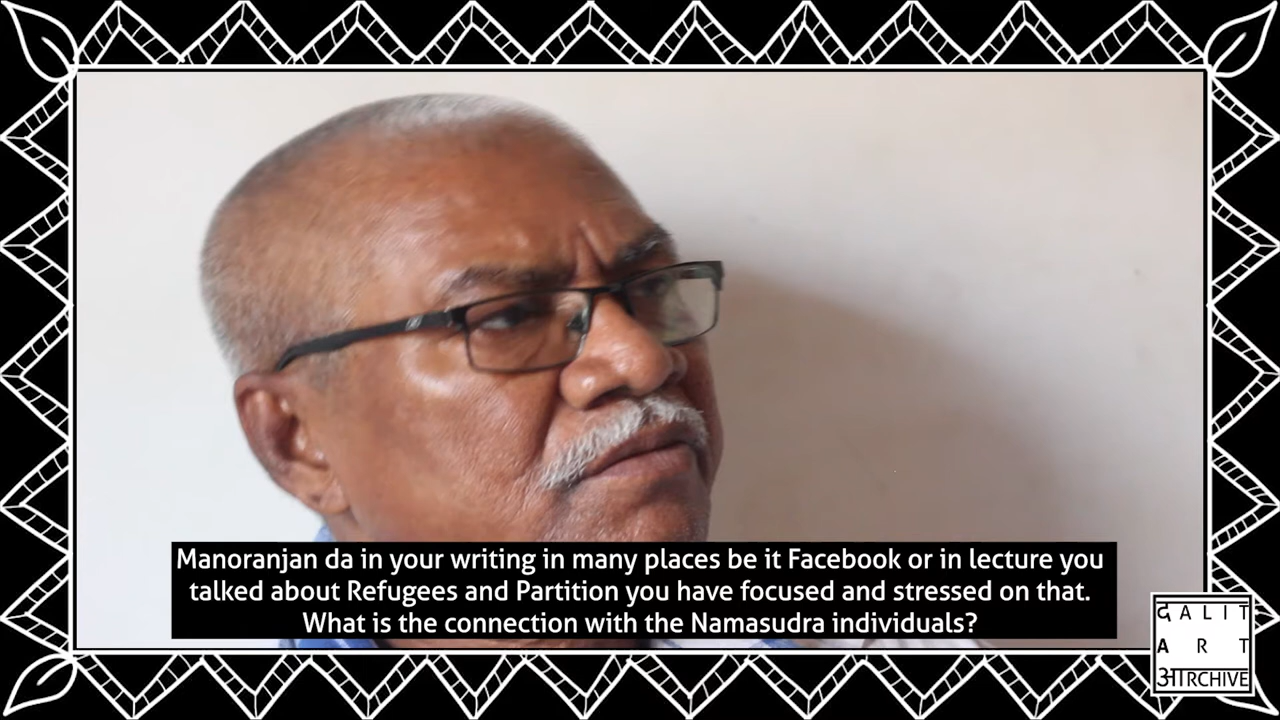 Manoranjan da in your writing in many places be it Facebook or in lecture you
talked about Refugees and Partition you have focused and stressed on that.
What is the connection with the Namasudra individuals?
दALIT
ART
आRCHIVE